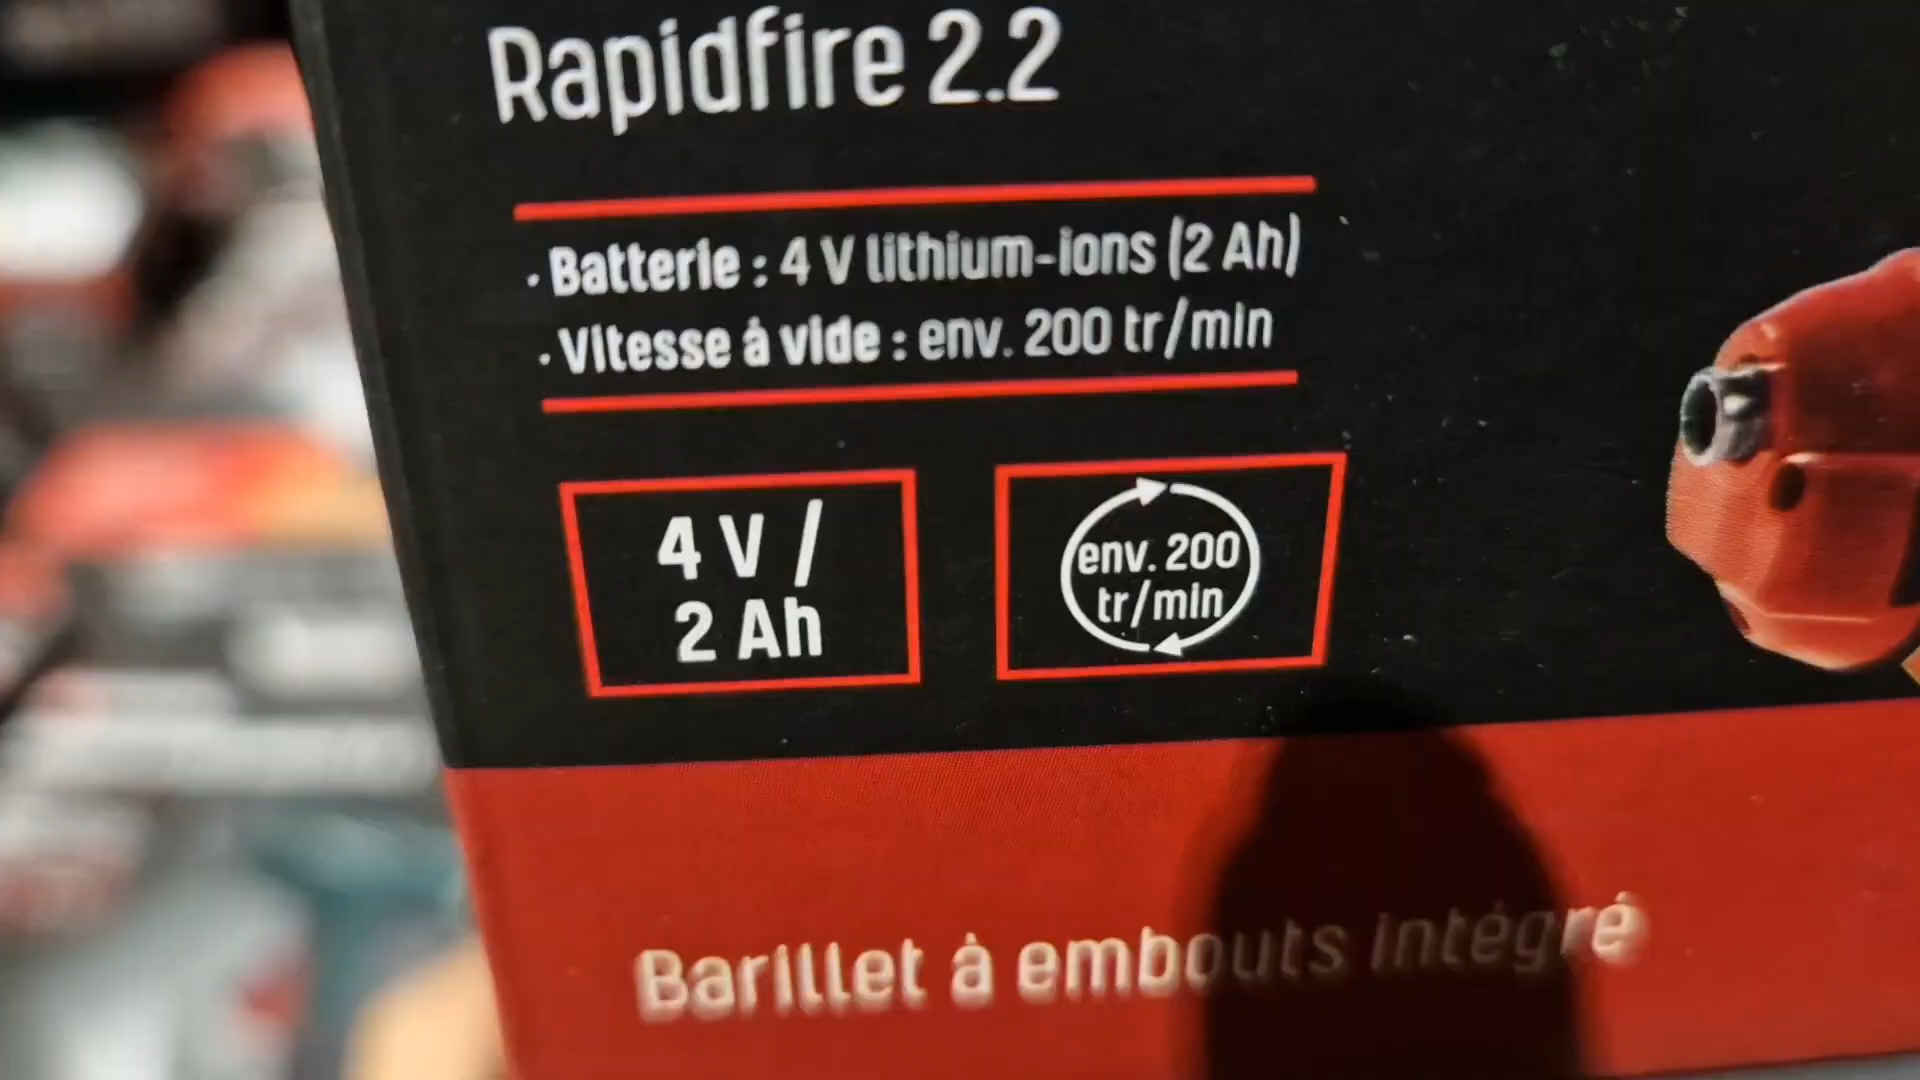 Rapidfire 2.2
· Batterie : 4 V lithium-ions (2 Ah)
· Vitesse à vide : env. 200 tr/min
4 V /
2 Ah
env. 200
tr/min
Barillet à embouts intégré